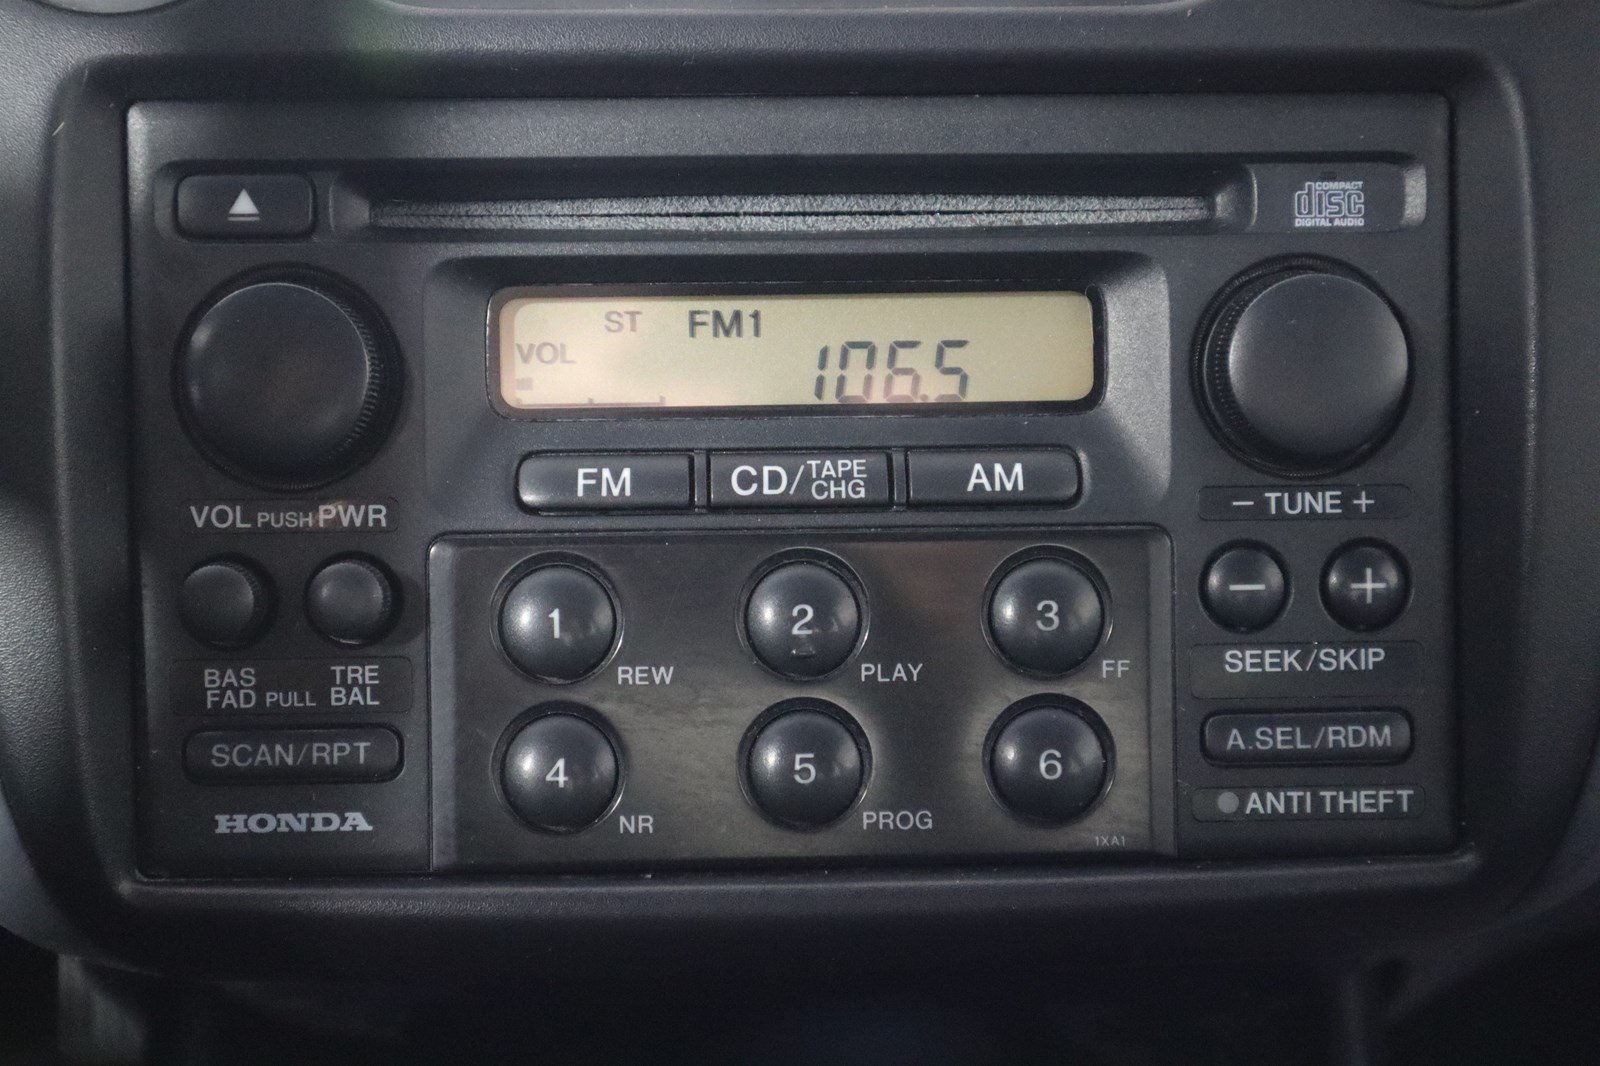 COMPACT
disc
DIGITAL AUDIO
ST FM1
VOL
106.5
FM
CD/TAPE CHG
AM
VOL PUSH PWR
- TUNE +
1
REW
2
PLAY
3
FF
- +
SEEK/SKIP
BAS TRE
FAD PULL BAL
SCAN/RPT
4
NR
5
PROG
6
A.SEL/RDM
HONDA
ANTI THEFT
1XA1